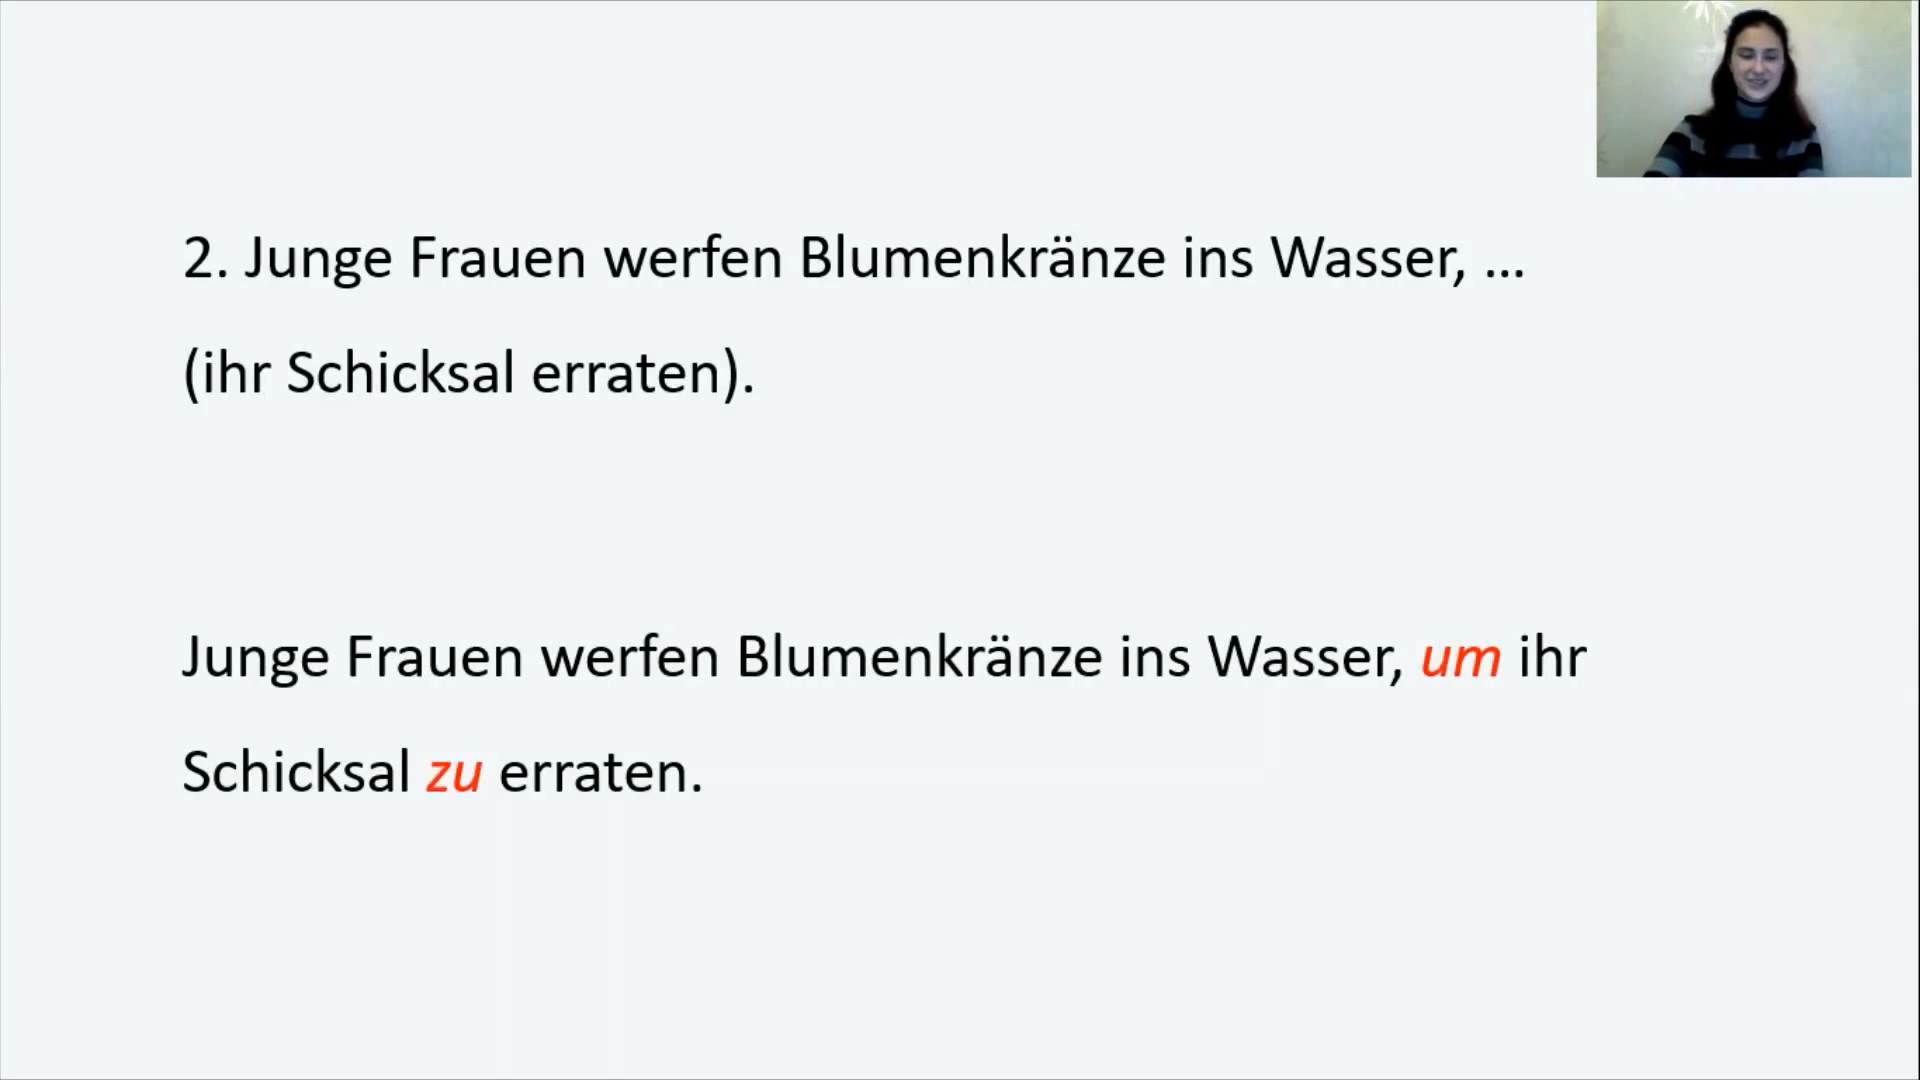 2. Junge Frauen werfen Blumenkränze ins Wasser, ...
(ihr Schicksal erraten).
Junge Frauen werfen Blumenkränze ins Wasser, um ihr
Schicksal zu erraten.